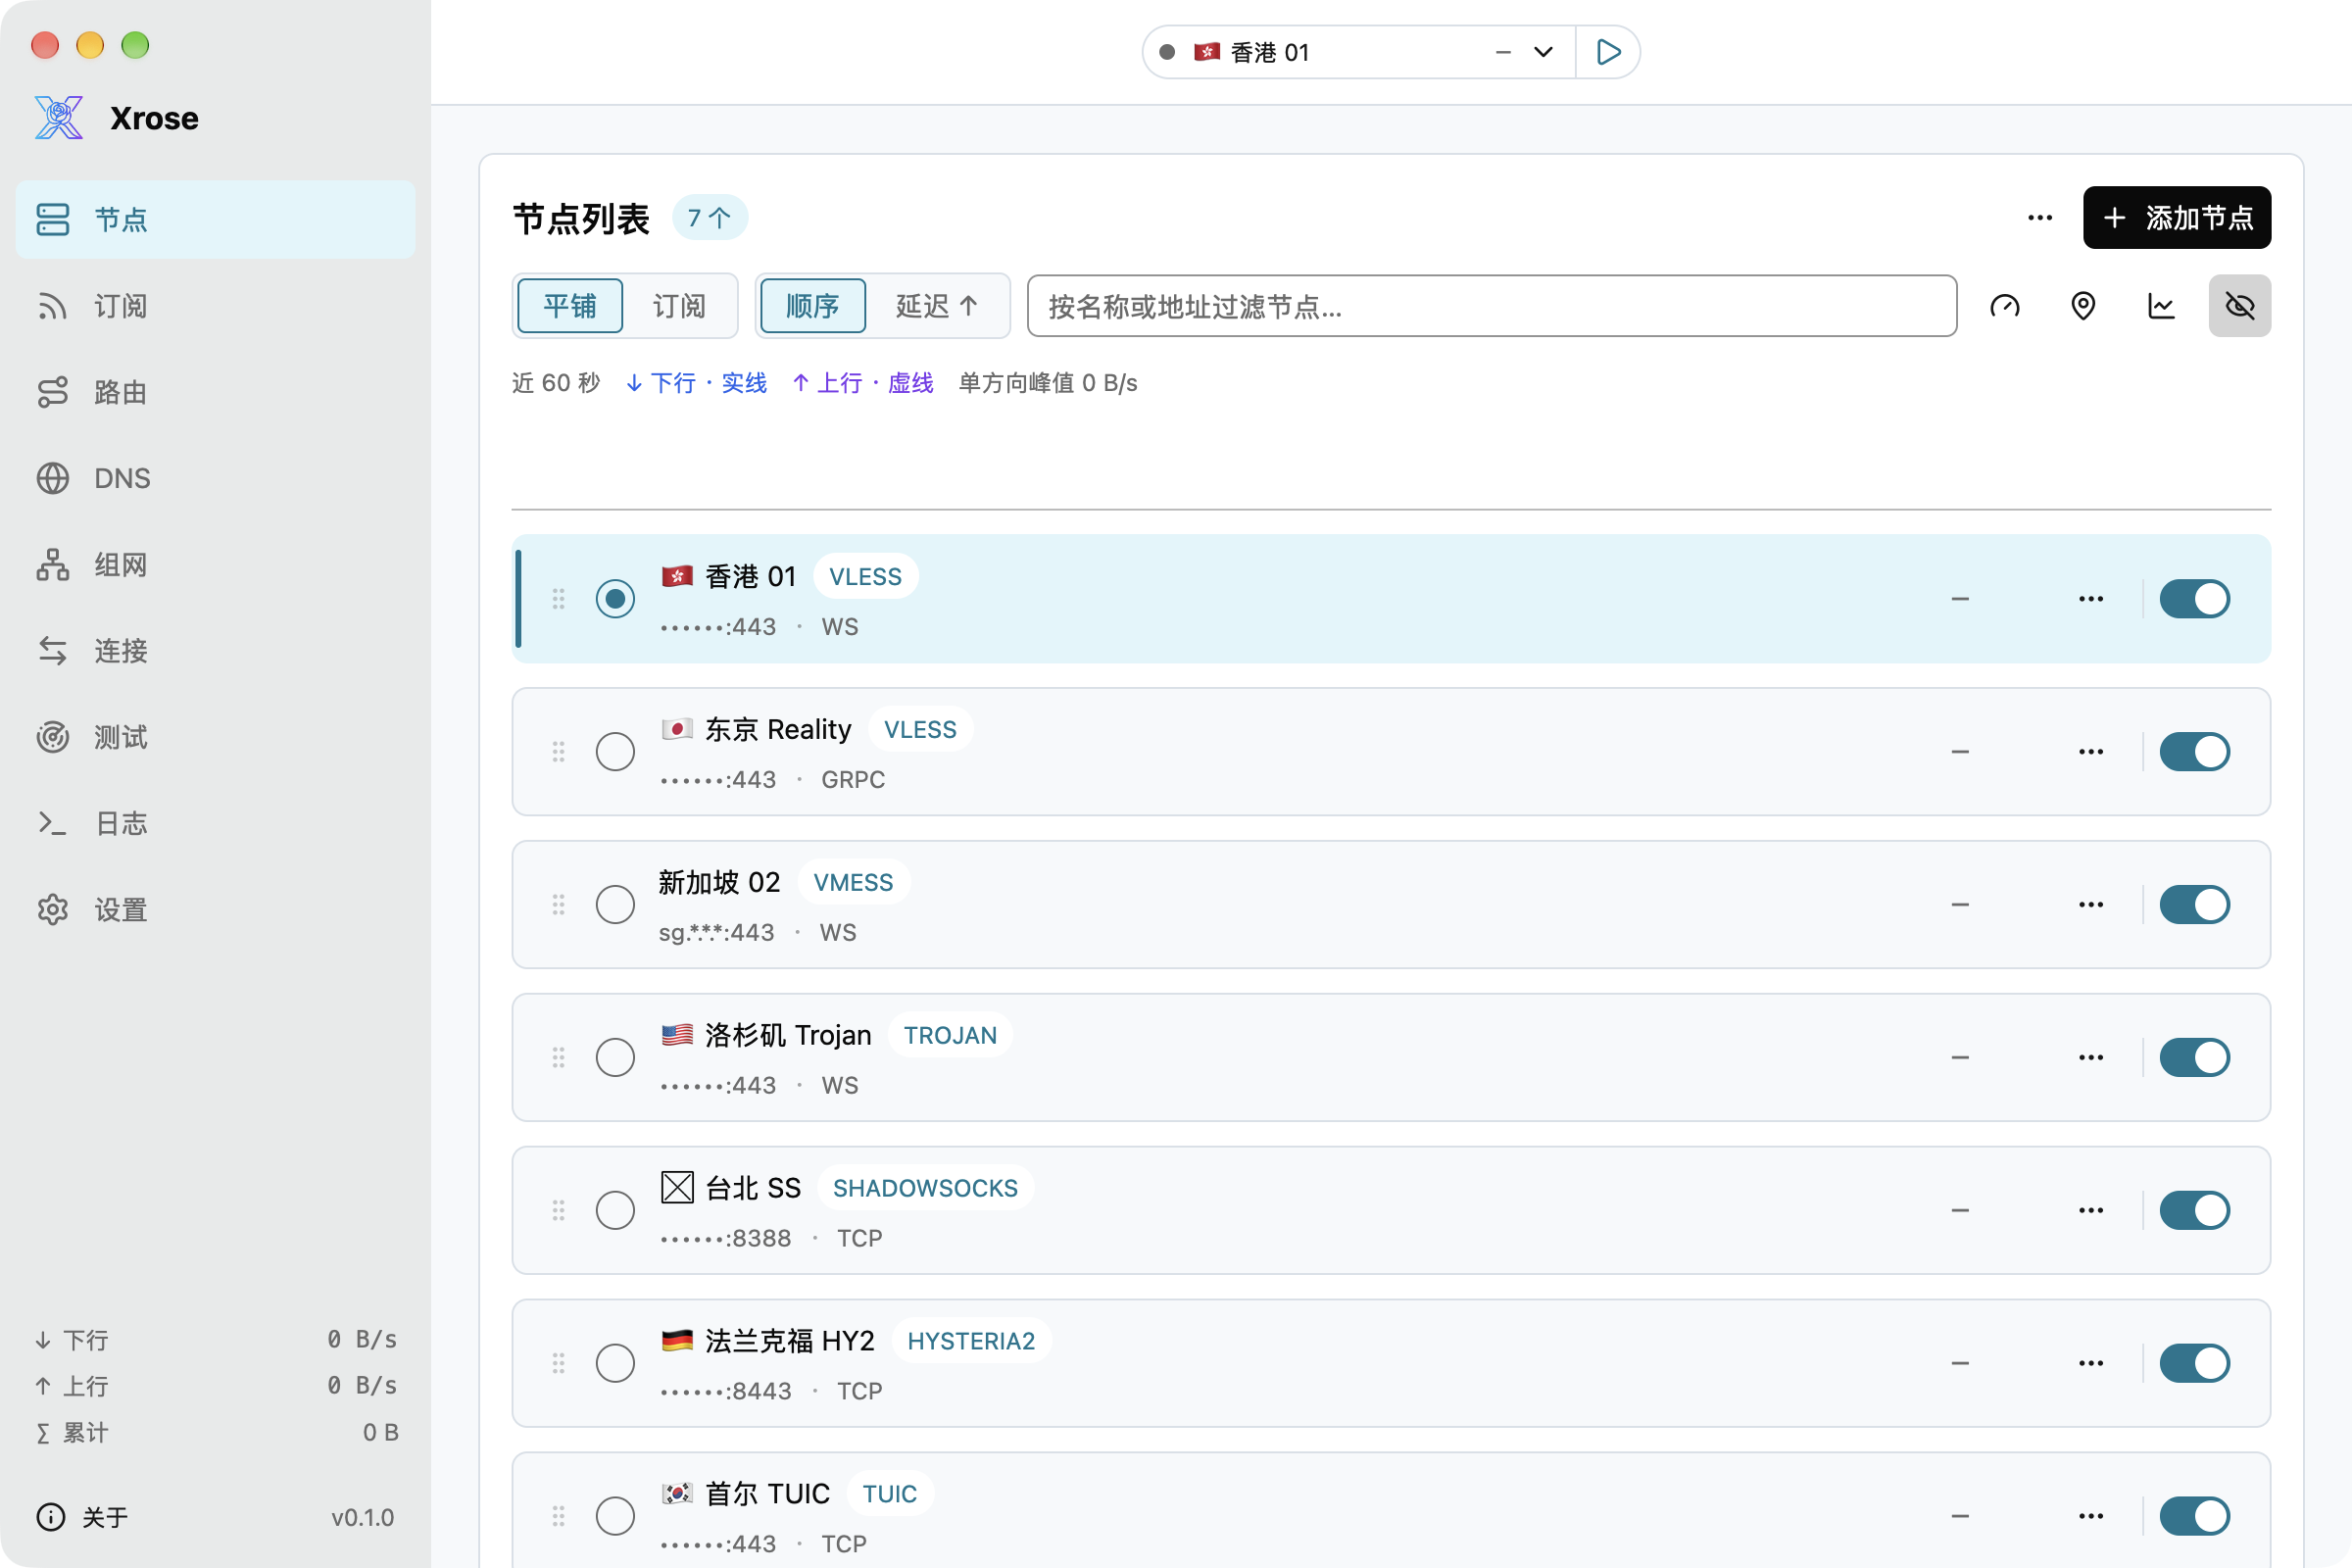 Xrose
节点
订阅
路由
DNS
组网
连接
测试
日志
设置
↓ 下行 0 B/s
↑ 上行 0 B/s
Σ 累计 0 B
关于 v0.1.0
🇭🇰 香港 01 –
节点列表 7 个
··· + 添加节点
平铺 订阅 顺序 延迟 ↑ 按名称或地址过滤节点...
近 60 秒 ↓ 下行 · 实线 ↑ 上行 · 虚线 单方向峰值 0 B/s
🇭🇰 香港 01 VLESS
••••••:443 · WS
🇯🇵 东京 Reality VLESS
••••••:443 · GRPC
新加坡 02 VMESS
sg.***.***:443 · WS
🇺🇸 洛杉矶 Trojan TROJAN
••••••:443 · WS
台北 SS SHADOWSOCKS
••••••:8388 · TCP
🇩🇪 法兰克福 HY2 HYSTERIA2
••••••:8443 · TCP
🇰🇷 首尔 TUIC TUIC
••••••:443 · TCP